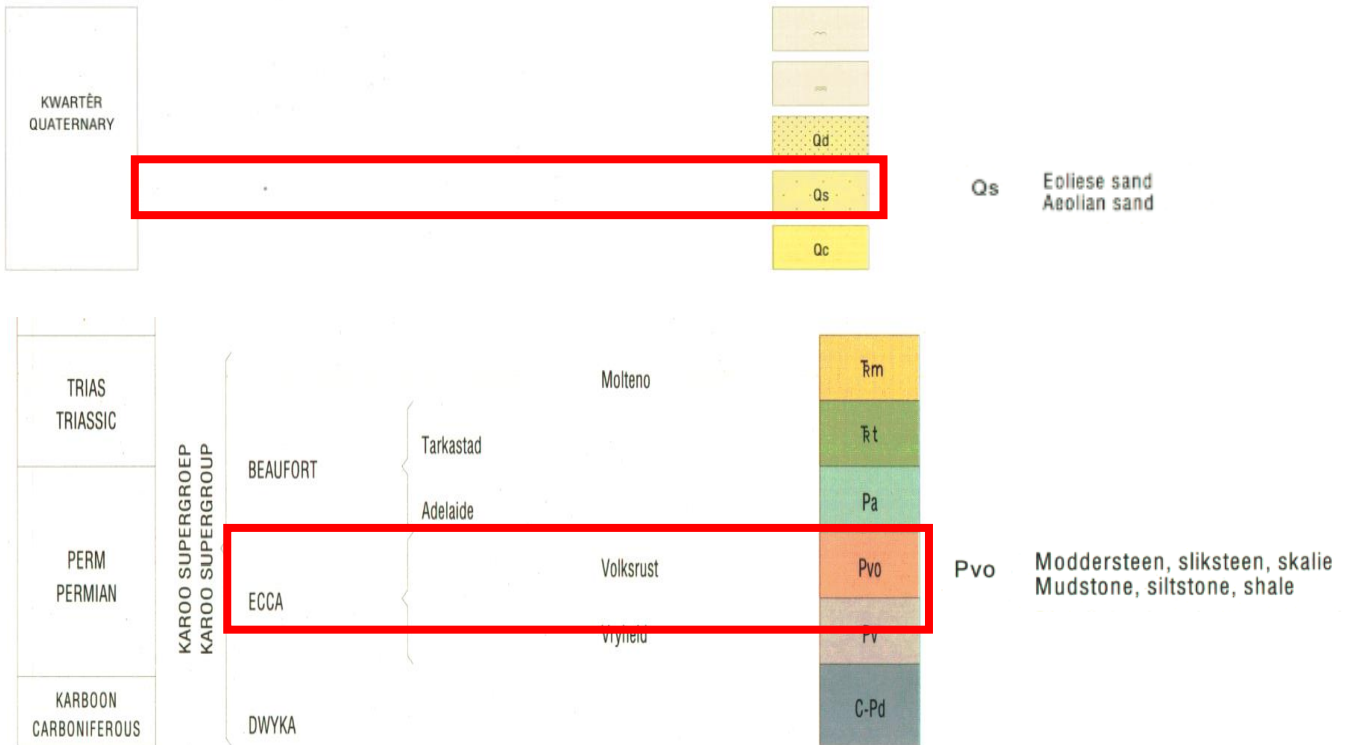 KWARTÊR
QUATERNARY
Qd
Qs
Qc
Qs
Eoliese sand
Aeolian sand
TRIAS
TRIASSIC
PERM
PERMIAN
KARBOON
CARBONIFEROUS
KAROO SUPERGROEP
KAROO SUPERGROUP
BEAUFORT
ECCA
DWYKA
Tarkastad
Adelaide
Molteno
Volksrust
Vryheid
Ꞧm
Ꞧt
Pa
Pvo
Pv
C-Pd
Pvo
Moddersteen, sliksteen, skalie
Mudstone, siltstone, shale